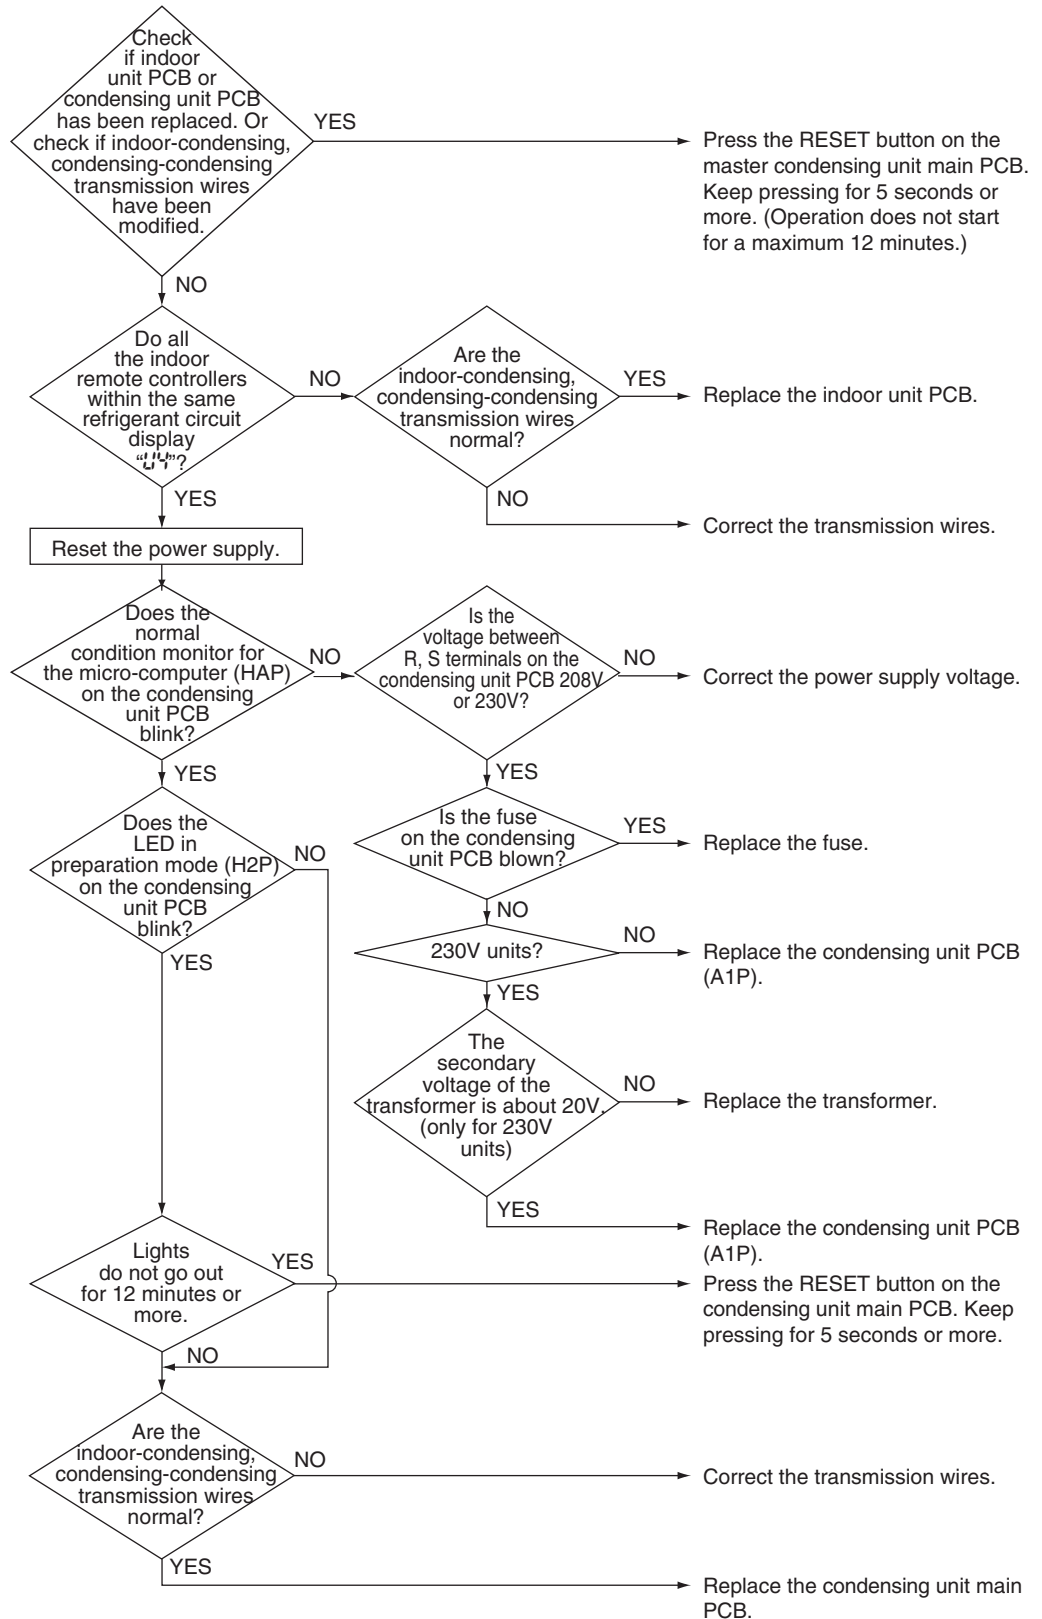 Check
if indoor
unit PCB or
condensing unit PCB
has been replaced. Or
check if indoor-condensing,
condensing-condensing
transmission wires
have been
modified.
YES
Press the RESET button on the
master condensing unit main PCB.
Keep pressing for 5 seconds or
more. (Operation does not start
for a maximum 12 minutes.)
NO
Do all
the indoor
remote controllers
within the same
refrigerant circuit
display
“U4”?
NO
Are the
indoor-condensing,
condensing-condensing
transmission wires
normal?
YES
Replace the indoor unit PCB.
NO
Correct the transmission wires.
YES
Reset the power supply.
Does the
normal
condition monitor for
the micro-computer (HAP)
on the condensing
unit PCB
blink?
NO
Is the
voltage between
R, S terminals on the
condensing unit PCB 208V
or 230V?
NO
Correct the power supply voltage.
YES
Is the fuse
on the condensing
unit PCB blown?
YES
Replace the fuse.
NO
230V units?
NO
Replace the condensing unit PCB
(A1P).
YES
The
secondary
voltage of the
transformer is about 20V.
(only for 230V
units)
NO
Replace the transformer.
YES
Replace the condensing unit PCB
(A1P).
YES
Does the
LED in
preparation mode (H2P)
on the condensing
unit PCB
blink?
NO
YES
Lights
do not go out
for 12 minutes or
more.
YES
Press the RESET button on the
condensing unit main PCB. Keep
pressing for 5 seconds or more.
NO
Are the
indoor-condensing,
condensing-condensing
transmission wires
normal?
NO
Correct the transmission wires.
YES
Replace the condensing unit main
PCB.